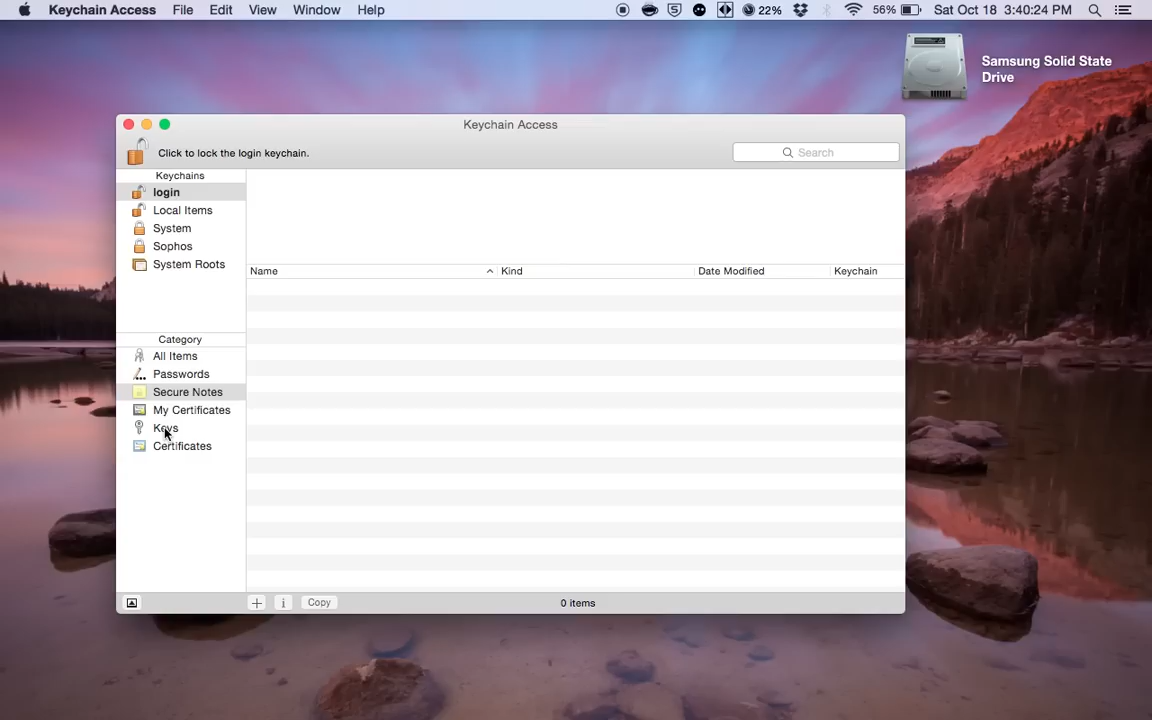 Keychain Access File Edit View Window Help 22% 56% Sat Oct 18 3:40:24 PM
Samsung Solid State
Drive
Keychain Access
Click to lock the login keychain.
Search
Keychains
login
Local Items
System
Sophos
System Roots
Name Kind Date Modified Keychain
Category
All Items
Passwords
Secure Notes
My Certificates
Keys
Certificates
Copy
0 items